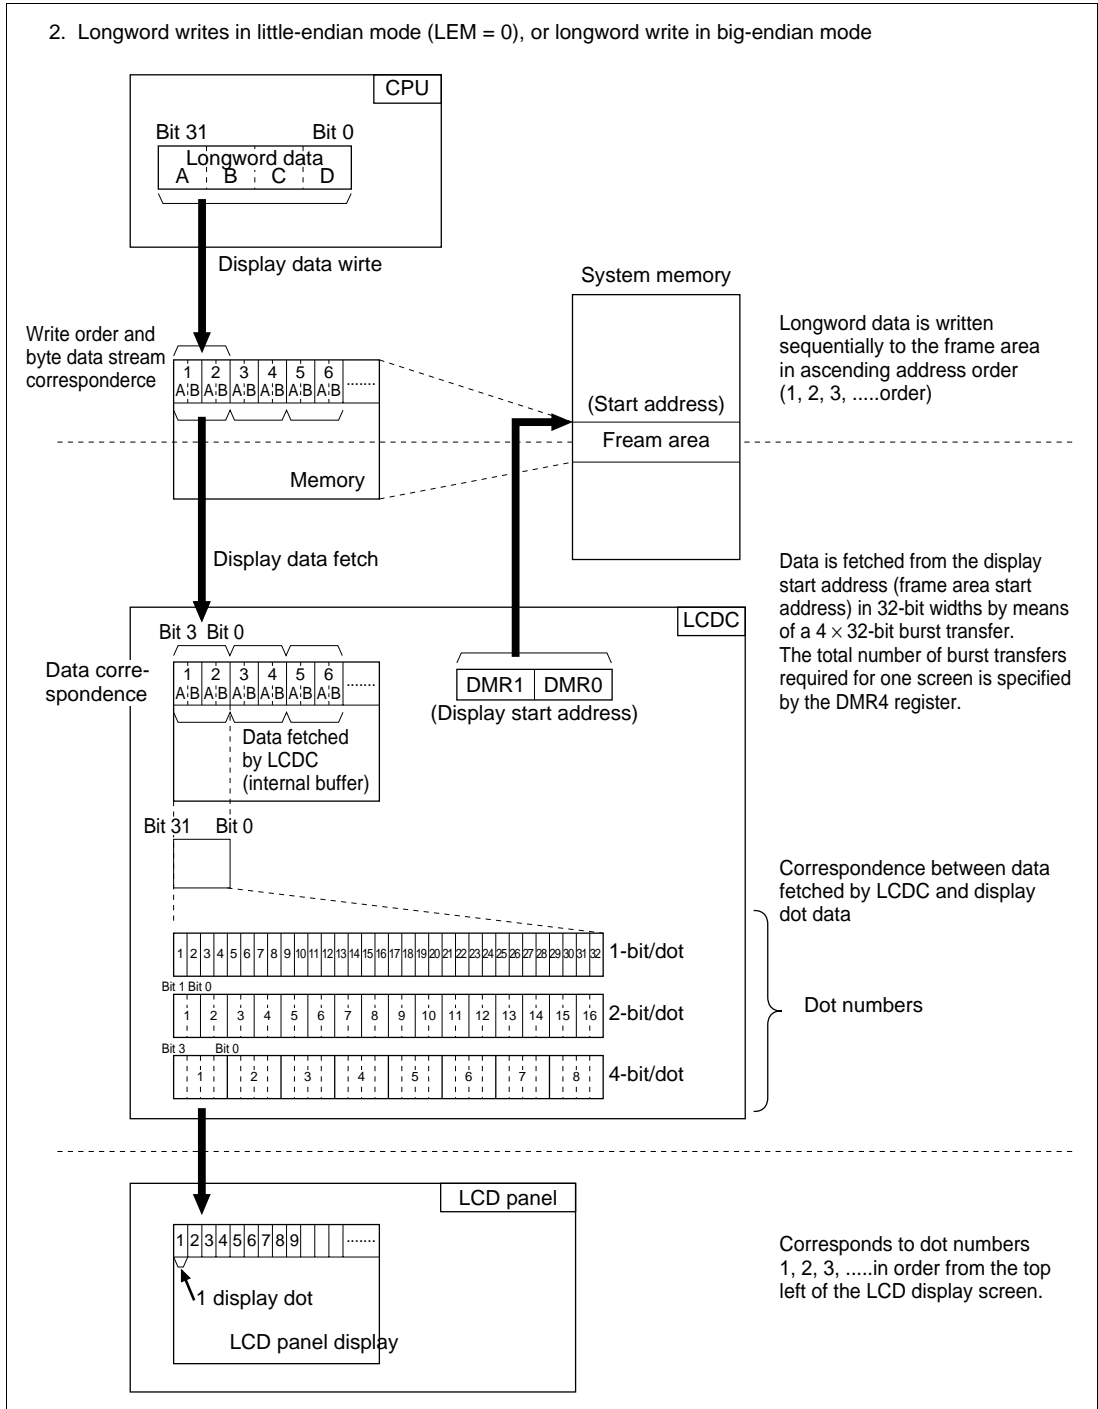 2. Longword writes in little-endian mode (LEM = 0), or longword write in big-endian mode
CPU
Bit 31 Bit 0
Longword data
A B C D
Display data wirte
System memory
Write order and
byte data stream
corresponderce
1 2 3 4 5 6
A B A B A B A B A B A B .......
Longword data is written
sequentially to the frame area
in ascending address order
(1, 2, 3, .....order)
(Start address)
Fream area
Memory
Display data fetch
Data is fetched from the display
start address (frame area start
address) in 32-bit widths by means
of a 4 × 32-bit burst transfer.
The total number of burst transfers
required for one screen is specified
by the DMR4 register.
LCDC
Bit 3 Bit 0
Data corre-
spondence
1 2 3 4 5 6
A B A B A B A B A B A B .......
DMR1 DMR0
(Display start address)
Data fetched
by LCDC
(internal buffer)
Bit 31 Bit 0
Correspondence between data
fetched by LCDC and display
dot data
1 2 3 4 5 6 7 8 9 10 11 12 13 14 15 16 17 18 19 20 21 22 23 24 25 26 27 28 29 30 31 32 1-bit/dot
Bit 1 Bit 0
1 2 3 4 5 6 7 8 9 10 11 12 13 14 15 16 2-bit/dot
Dot numbers
Bit 3 Bit 0
1 2 3 4 5 6 7 8 4-bit/dot
LCD panel
1 2 3 4 5 6 7 8 9 .......
1 display dot
LCD panel display
Corresponds to dot numbers
1, 2, 3, .....in order from the top
left of the LCD display screen.